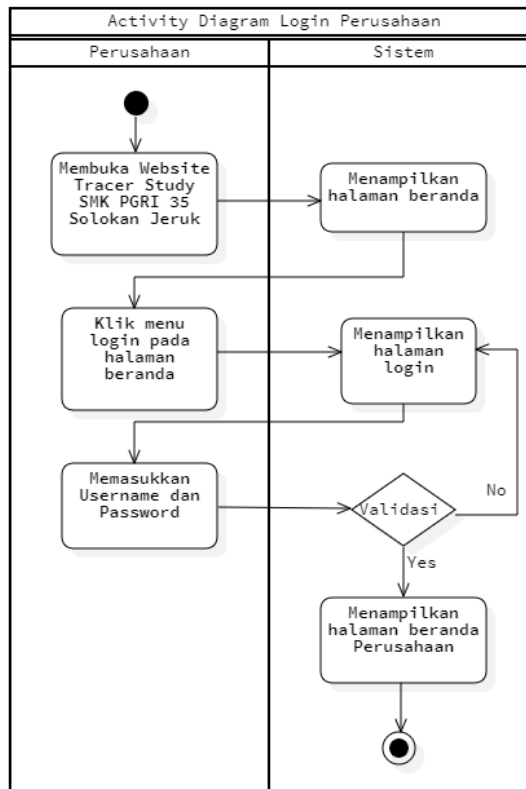 Activity Diagram Login Perusahaan
Perusahaan
Sistem
Membuka Website
Tracer Study
SMK PGRI 35
Solokan Jeruk
Menampilkan
halaman beranda
Klik menu
login pada
halaman
beranda
Menampilkan
halaman
login
Memasukkan
Username dan
Password
Validasi
No
Yes
Menampilkan
halaman beranda
Perusahaan